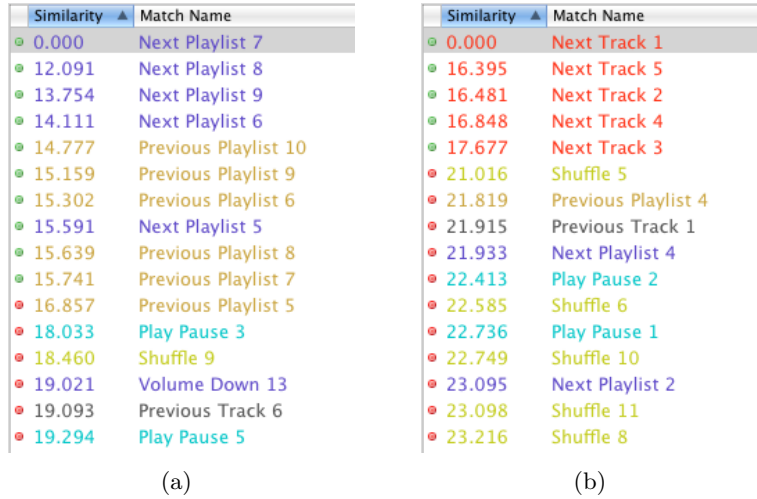 Similarity ▲ Match Name
0.000 Next Playlist 7
12.091 Next Playlist 8
13.754 Next Playlist 9
14.111 Next Playlist 6
14.777 Previous Playlist 10
15.159 Previous Playlist 9
15.302 Previous Playlist 6
15.591 Next Playlist 5
15.639 Previous Playlist 8
15.741 Previous Playlist 7
16.857 Previous Playlist 5
18.033 Play Pause 3
18.460 Shuffle 9
19.021 Volume Down 13
19.093 Previous Track 6
19.294 Play Pause 5
(a)
Similarity ▲ Match Name
0.000 Next Track 1
16.395 Next Track 5
16.481 Next Track 2
16.848 Next Track 4
17.677 Next Track 3
21.016 Shuffle 5
21.819 Previous Playlist 4
21.915 Previous Track 1
21.933 Next Playlist 4
22.413 Play Pause 2
22.585 Shuffle 6
22.736 Play Pause 1
22.749 Shuffle 10
23.095 Next Playlist 2
23.098 Shuffle 11
23.216 Shuffle 8
(b)